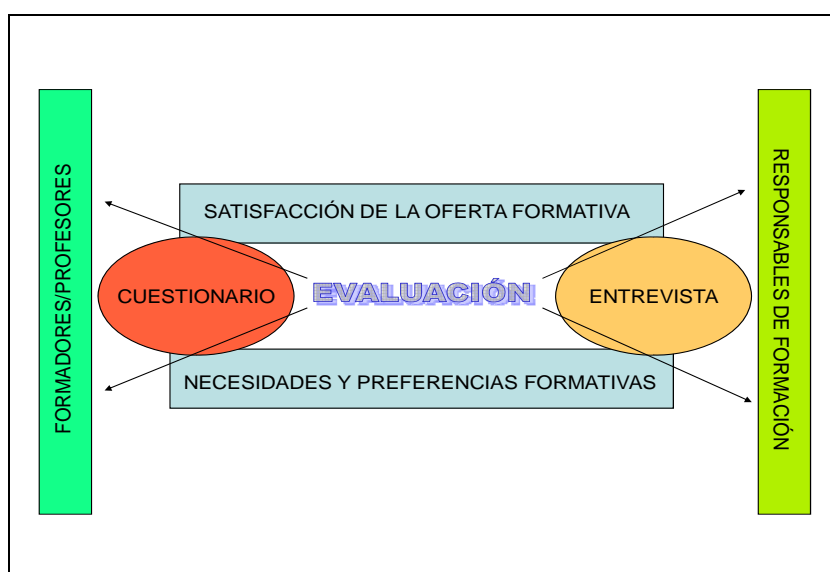 FORMADORES/PROFESORES
SATISFACCIÓN DE LA OFERTA FORMATIVA
CUESTIONARIO
EVALUACIÓN
ENTREVISTA
NECESIDADES Y PREFERENCIAS FORMATIVAS
RESPONSABLES DE FORMACIÓN